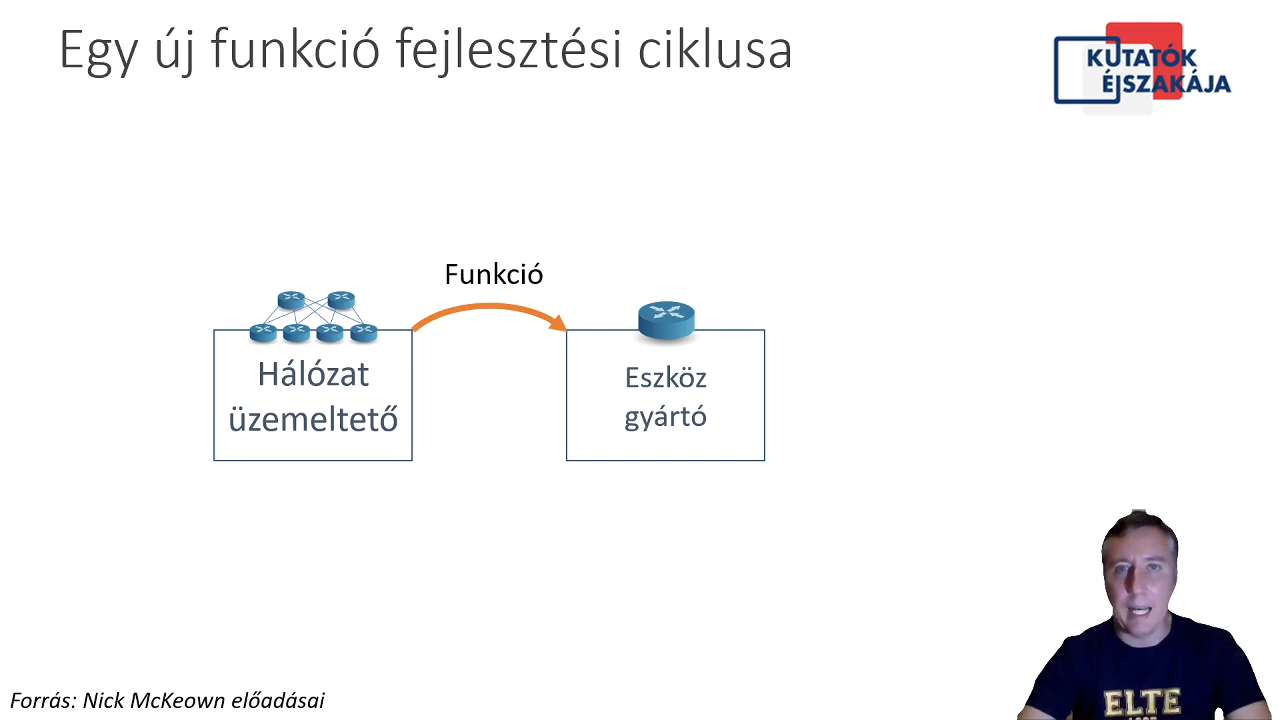 Egy új funkció fejlesztési ciklusa
KUTATÓK
ÉJSZAKÁJA
Funkció
Hálózat
üzemeltető
Eszköz
gyártó
ELTE
Forrás: Nick McKeown előadásai